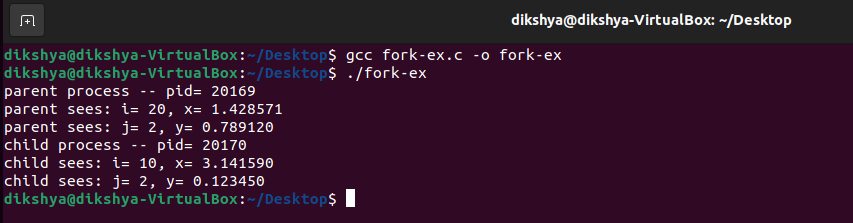 dikshya@dikshya-VirtualBox: ~/Desktop
dikshya@dikshya-VirtualBox:~/Desktop$ gcc fork-ex.c -o fork-ex
dikshya@dikshya-VirtualBox:~/Desktop$ ./fork-ex
parent process -- pid= 20169
parent sees: i= 20, x= 1.428571
parent sees: j= 2, y= 0.789120
child process -- pid= 20170
child sees: i= 10, x= 3.141590
child sees: j= 2, y= 0.123450
dikshya@dikshya-VirtualBox:~/Desktop$